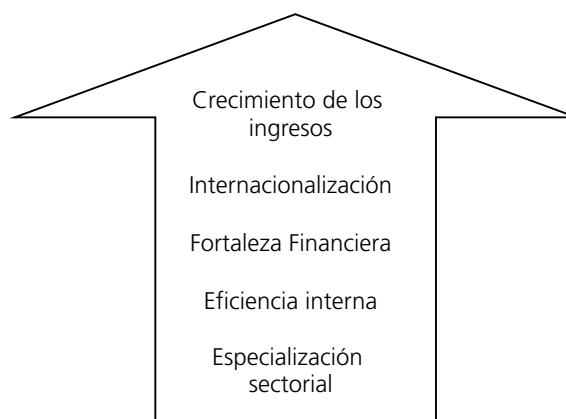 Crecimiento de los
ingresos
Internacionalización
Fortaleza Financiera
Eficiencia interna
Especialización
sectorial